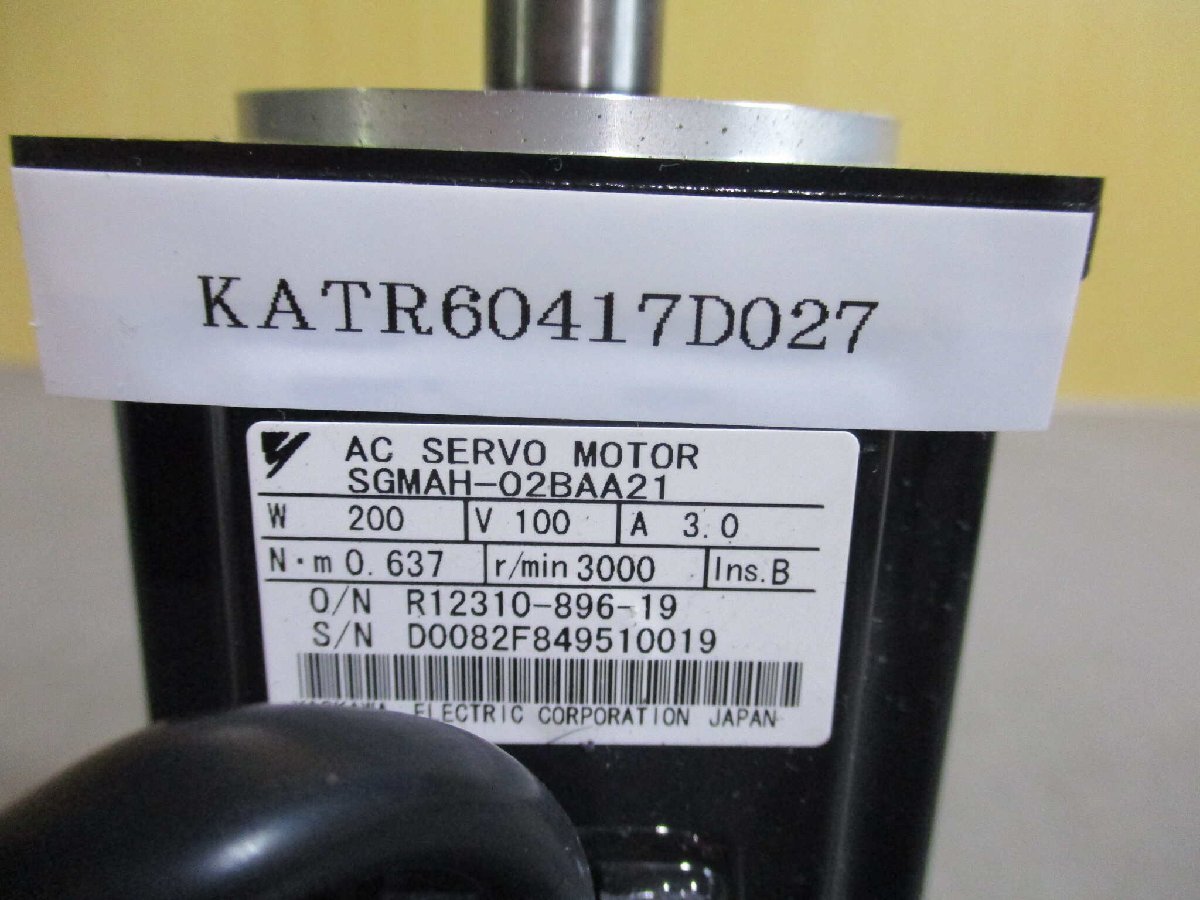 KATR60417D027
AC SERVO MOTOR
SGMAH-02BAA21
W 200 V 100 A 3.0
N·m 0.637 r/min 3000 Ins.B
O/N R12310-896-19
S/N D0082F849510019
ELECTRIC CORPORATION JAPAN